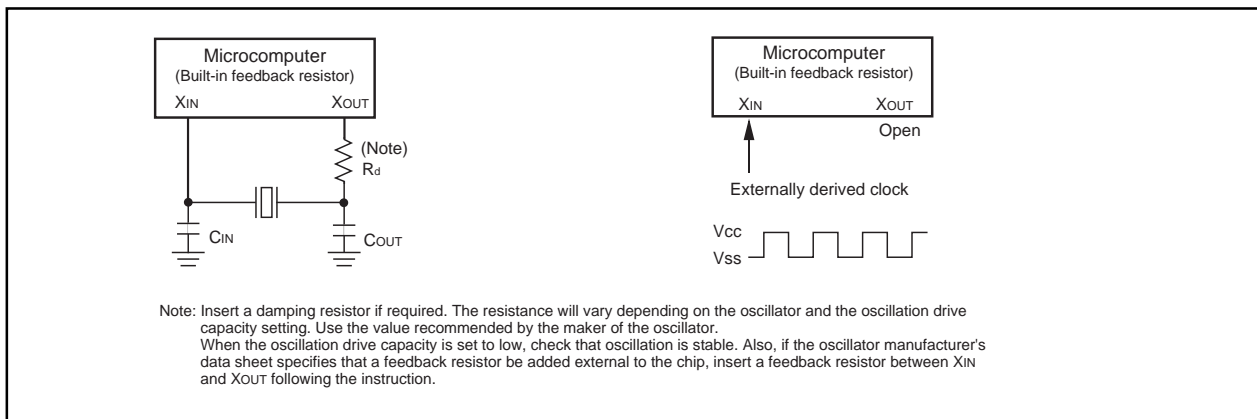 Microcomputer
(Built-in feedback resistor)
XIN XOUT
(Note)
Rd
CIN
COUT
Microcomputer
(Built-in feedback resistor)
XIN XOUT
Open
Externally derived clock
Vcc
Vss
Note: Insert a damping resistor if required. The resistance will vary depending on the oscillator and the oscillation drive
capacity setting. Use the value recommended by the maker of the oscillator.
When the oscillation drive capacity is set to low, check that oscillation is stable. Also, if the oscillator manufacturer's
data sheet specifies that a feedback resistor be added external to the chip, insert a feedback resistor between XIN
and XOUT following the instruction.